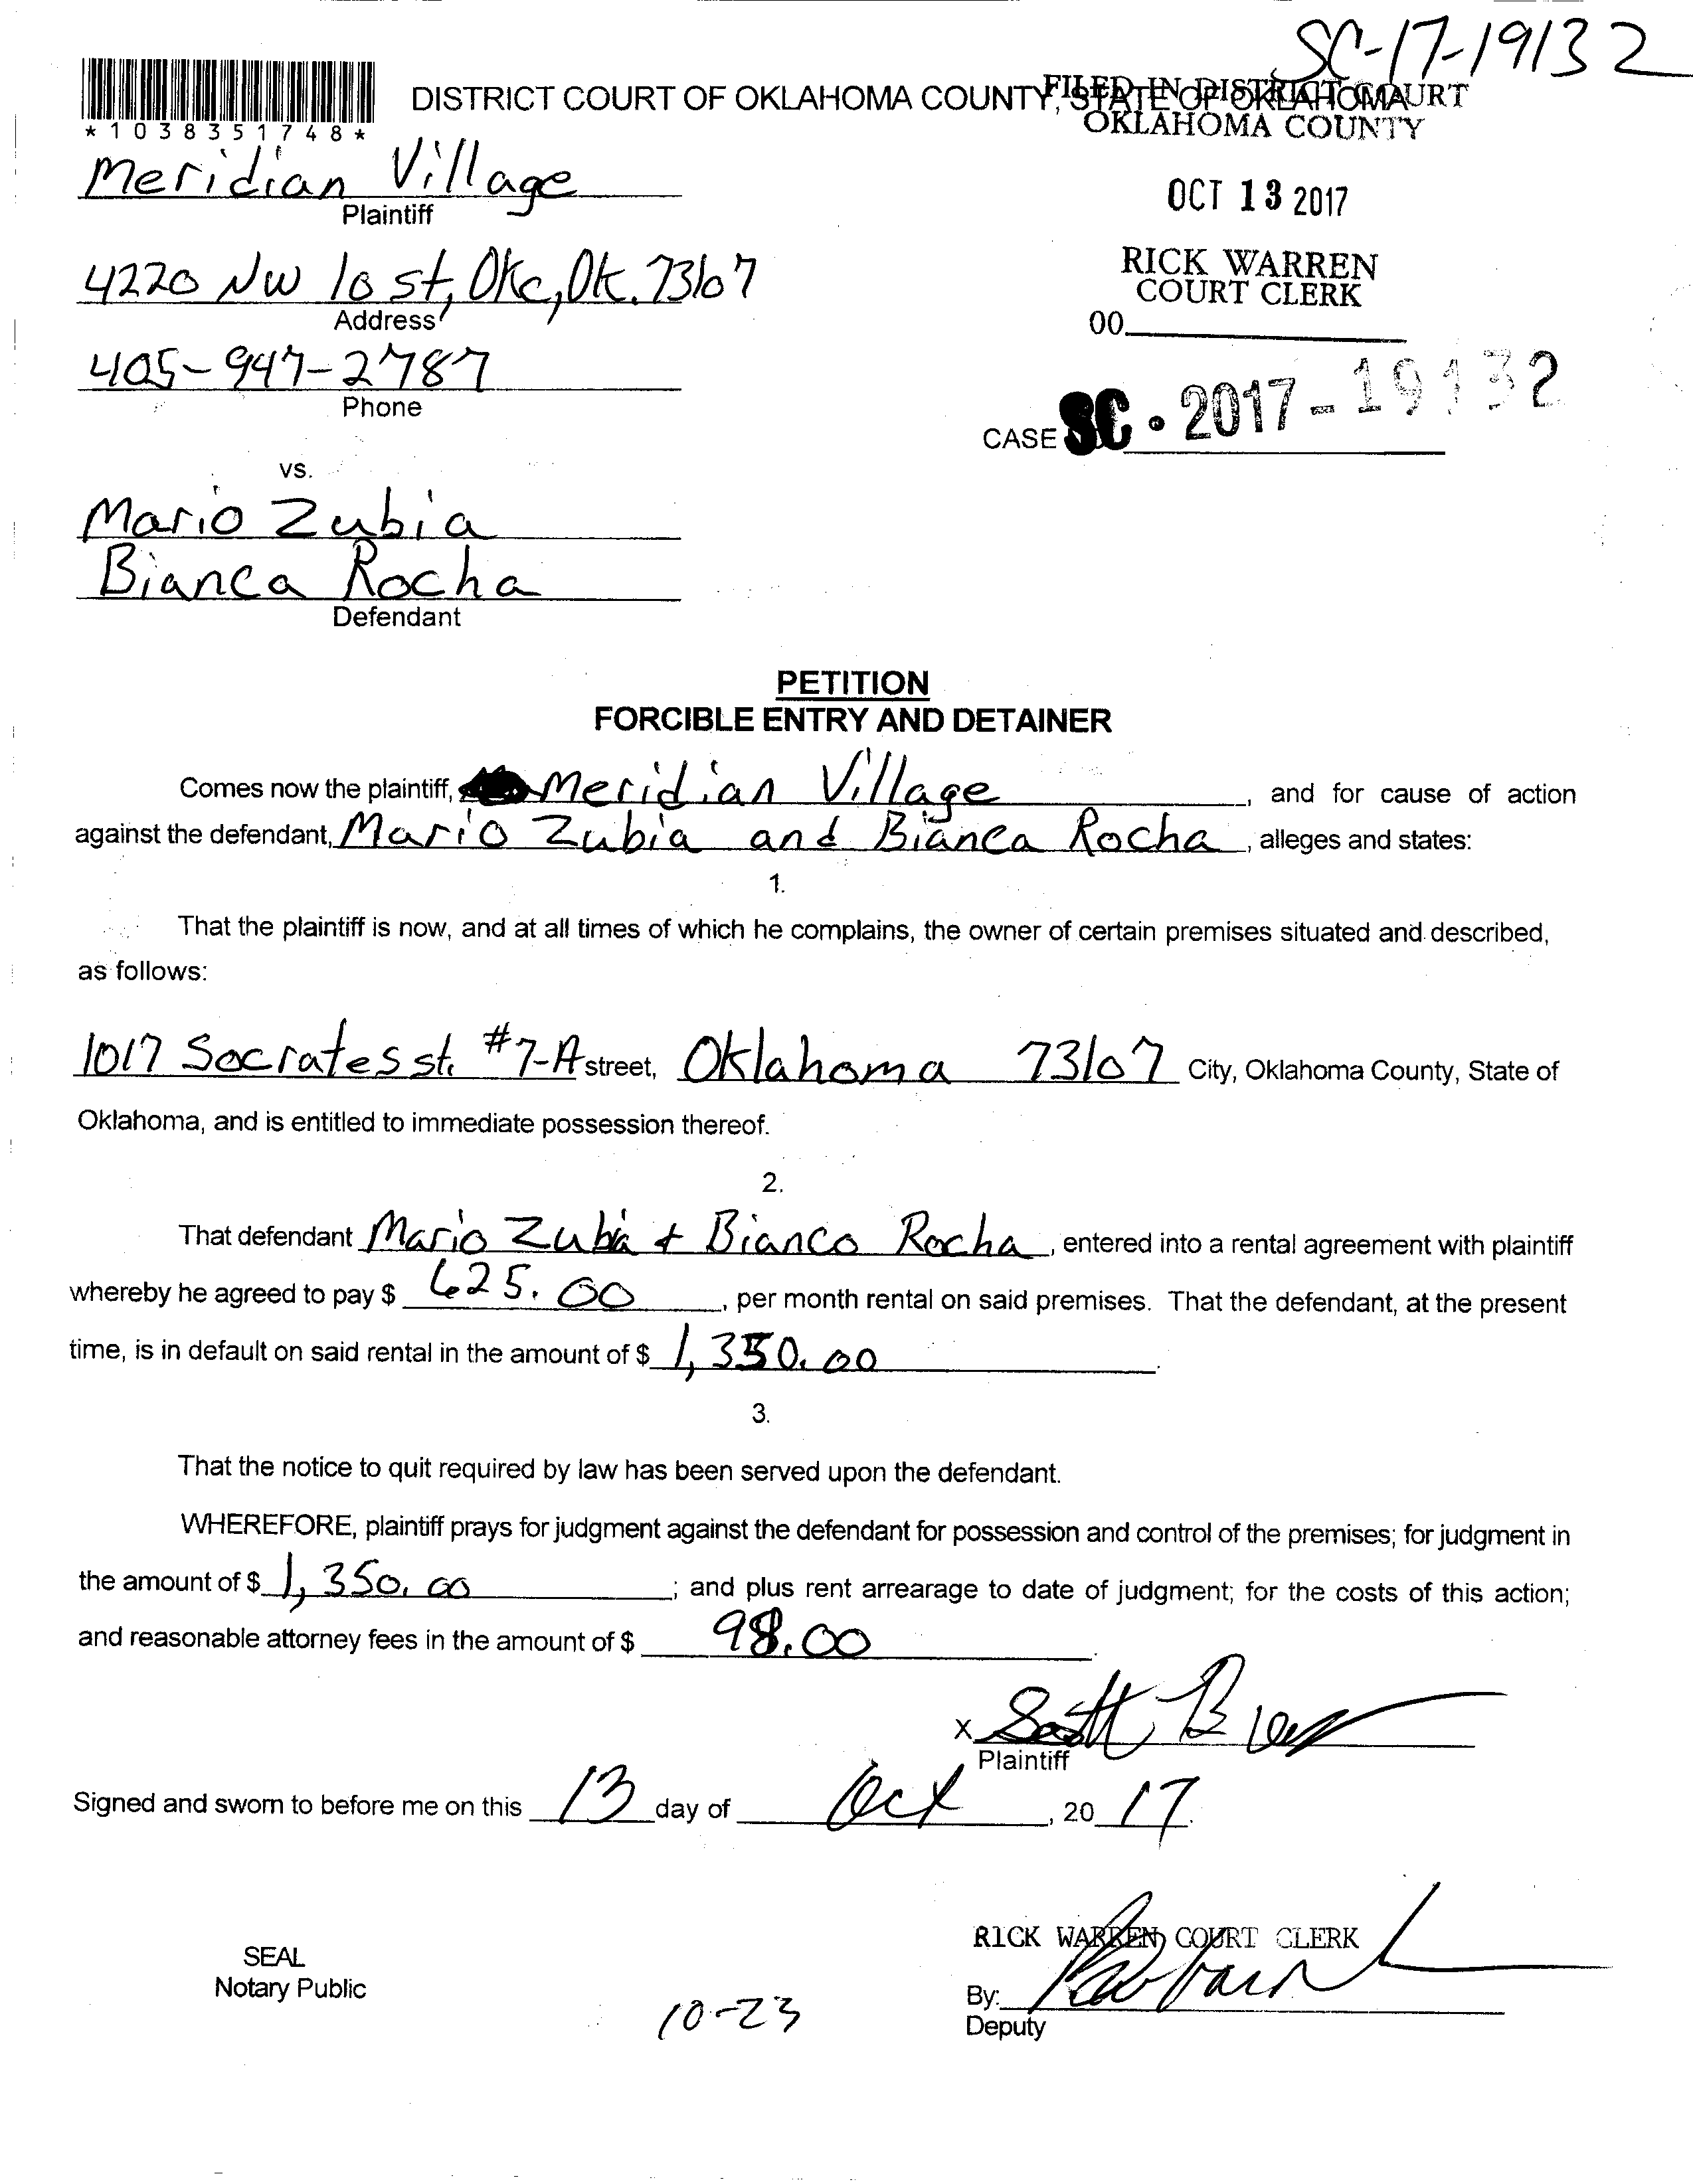 SC-17-19132
*1038351748*
DISTRICT COURT OF OKLAHOMA COUNTY, STATE OF OKLAHOMA
FILED IN DISTRICT COURT
OKLAHOMA COUNTY
Meridian Village
Plaintiff
OCT 13 2017
4220 NW 10 st, Okc, Ok. 73107
Address
RICK WARREN
COURT CLERK
00
405-947-2787
Phone
CASE SC-2017-19132
vs.
Mario Zubia
Bianca Rocha
Defendant
PETITION
FORCIBLE ENTRY AND DETAINER
Comes now the plaintiff, Meridian Village, and for cause of action
against the defendant, Mario Zubia and Bianca Rocha, alleges and states:
1.
That the plaintiff is now, and at all times of which he complains, the owner of certain premises situated and described,
as follows:
1017 Socrates st. #7-A street, Oklahoma 73107 City, Oklahoma County, State of
Oklahoma, and is entitled to immediate possession thereof.
2.
That defendant Mario Zubia + Bianca Rocha, entered into a rental agreement with plaintiff
whereby he agreed to pay $ 625.00, per month rental on said premises. That the defendant, at the present
time, is in default on said rental in the amount of $ 1,350.00.
3.
That the notice to quit required by law has been served upon the defendant.
WHEREFORE, plaintiff prays for judgment against the defendant for possession and control of the premises; for judgment in
the amount of $ 1,350.00; and plus rent arrearage to date of judgment; for the costs of this action;
and reasonable attorney fees in the amount of $ 98.00.
X Scott
Plaintiff
Signed and sworn to before me on this 13 day of Oct, 2017.
RICK WARREN, COURT CLERK
SEAL
Notary Public
By:
Deputy
10-23